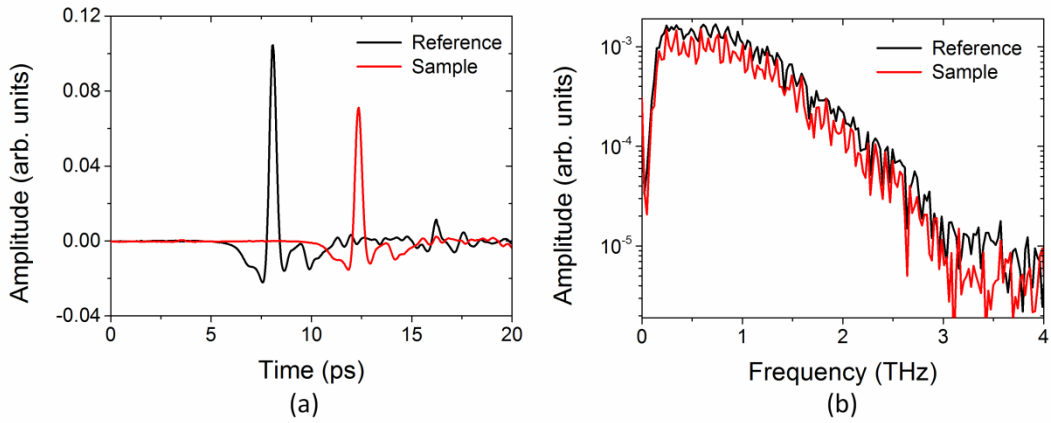 0.12
0.08
0.04
0.00
-0.04
Amplitude (arb. units)
0 5 10 15 20
Time (ps)
Reference
Sample
(a)
10⁻³
10⁻⁴
10⁻⁵
Amplitude (arb. units)
0 1 2 3 4
Frequency (THz)
Reference
Sample
(b)